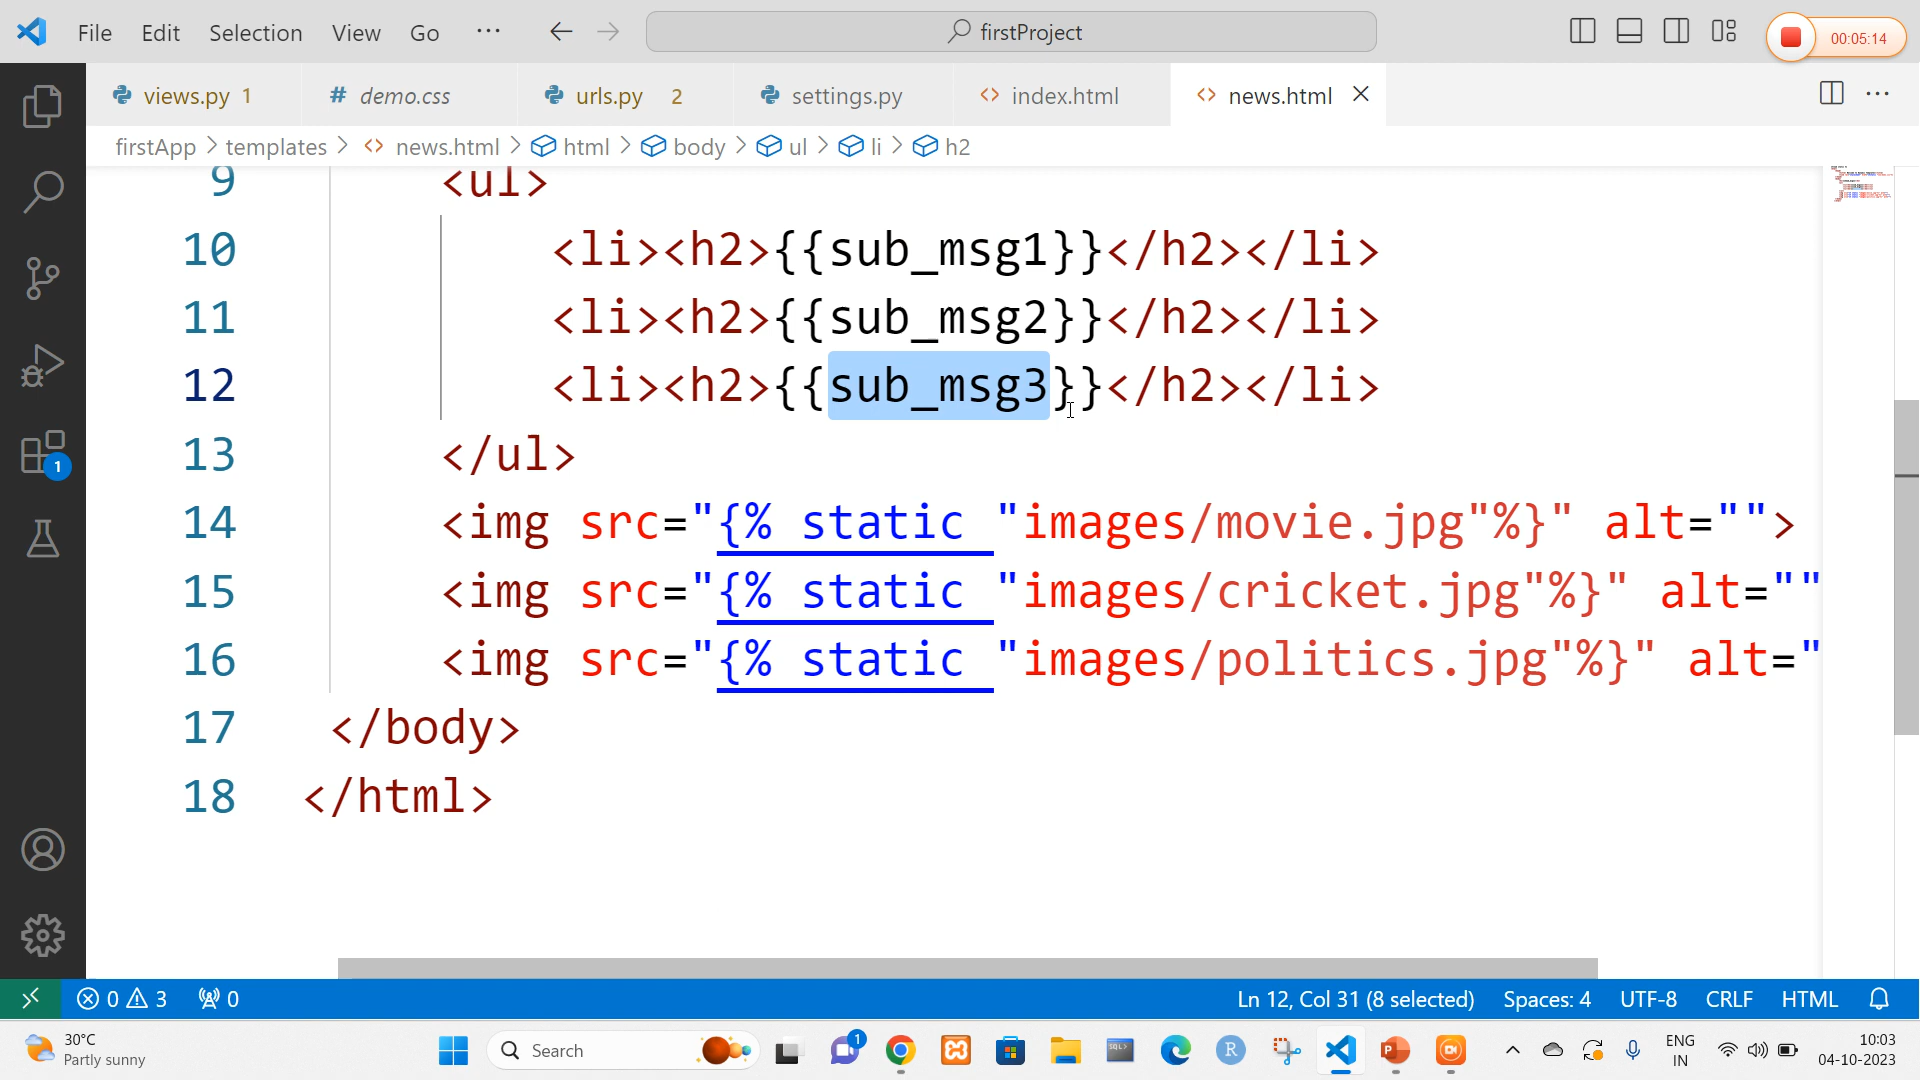 File Edit Selection View Go ··· firstProject 00:05:14
views.py 1 # demo.css urls.py 2 settings.py <> index.html <> news.html
firstApp > templates > <> news.html > html > body > ul > li > h2
9 <ul>
10 <li><h2>{{sub_msg1}}</h2></li>
11 <li><h2>{{sub_msg2}}</h2></li>
12 <li><h2>{{sub_msg3}}</h2></li>
13 </ul>
14 <img src="{% static "images/movie.jpg"%}" alt="">
15 <img src="{% static "images/cricket.jpg"%}" alt=""
16 <img src="{% static "images/politics.jpg"%}" alt="
17 </body>
18 </html>
1
0 3 0 Ln 12, Col 31 (8 selected) Spaces: 4 UTF-8 CRLF HTML
30°C
Partly sunny
Search
1
SQL>
R
P
ENG
IN
10:03
04-10-2023